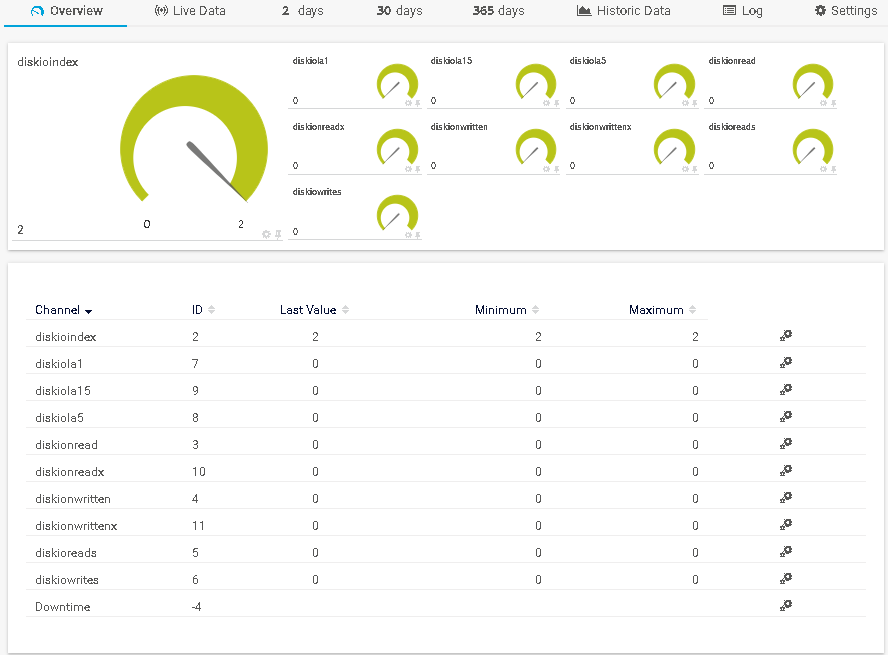 Overview Live Data 2 days 30 days 365 days Historic Data Log Settings
diskioindex
2
0 2
diskiola1
0
diskiola15
0
diskiola5
0
diskionread
0
diskionreadx
0
diskionwritten
0
diskionwrittenx
0
diskioreads
0
diskiowrites
0
Channel ID Last Value Minimum Maximum
diskioindex 2 2 2 2
diskiola1 7 0 0 0
diskiola15 9 0 0 0
diskiola5 8 0 0 0
diskionread 3 0 0 0
diskionreadx 10 0 0 0
diskionwritten 4 0 0 0
diskionwrittenx 11 0 0 0
diskioreads 5 0 0 0
diskiowrites 6 0 0 0
Downtime -4